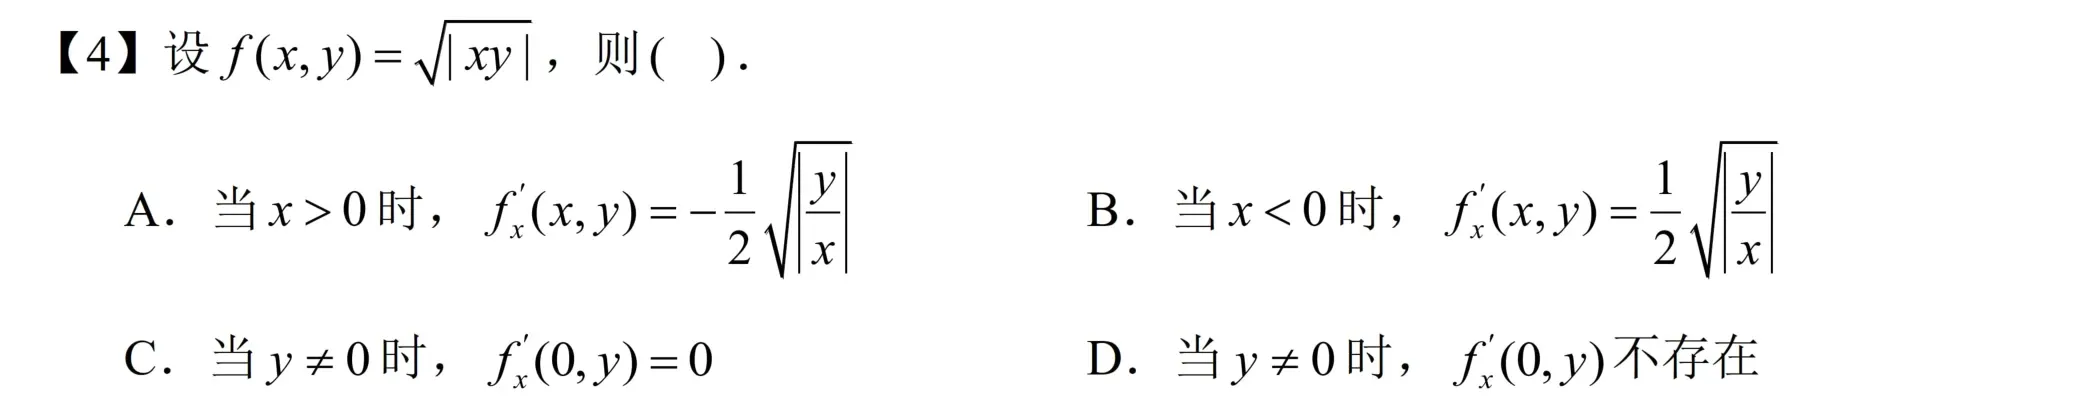 【4】设 $f(x,y)=\sqrt{|xy|}$，则(   ).
A. 当 $x>0$ 时，$f_x'(x,y)=-\frac{1}{2}\sqrt{\left|\frac{y}{x}\right|}$ B. 当 $x<0$ 时，$f_x'(x,y)=\frac{1}{2}\sqrt{\left|\frac{y}{x}\right|}$
C. 当 $y\neq 0$ 时，$f_x'(0,y)=0$ D. 当 $y\neq 0$ 时，$f_x'(0,y)$ 不存在